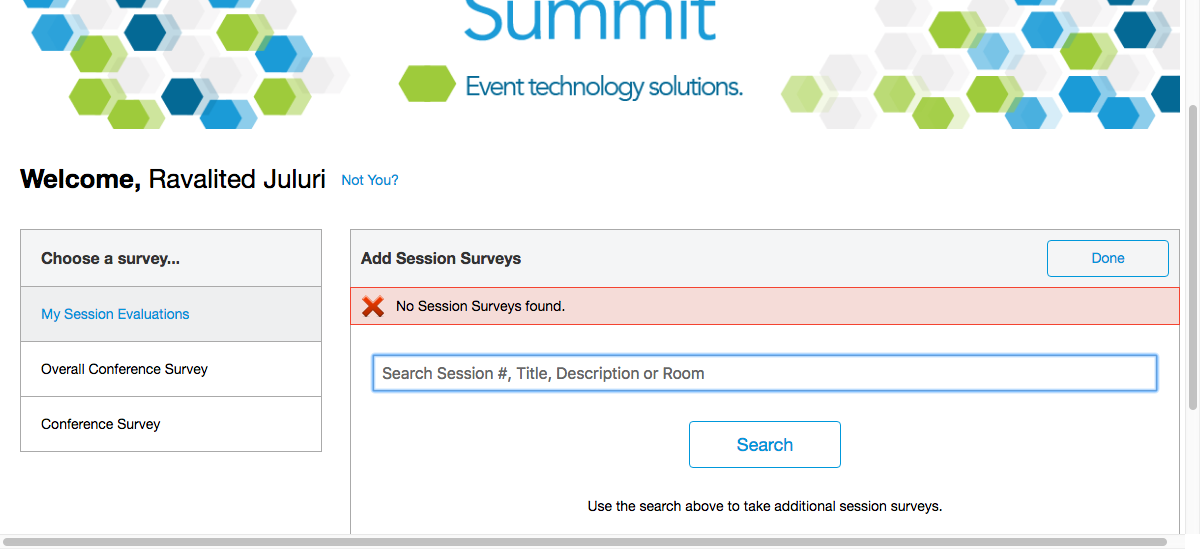 Summit
Event technology solutions.
Welcome, Ravalited Juluri Not You?
Choose a survey...
My Session Evaluations
Overall Conference Survey
Conference Survey
Add Session Surveys
Done
No Session Surveys found.
Search Session #, Title, Description or Room
Search
Use the search above to take additional session surveys.